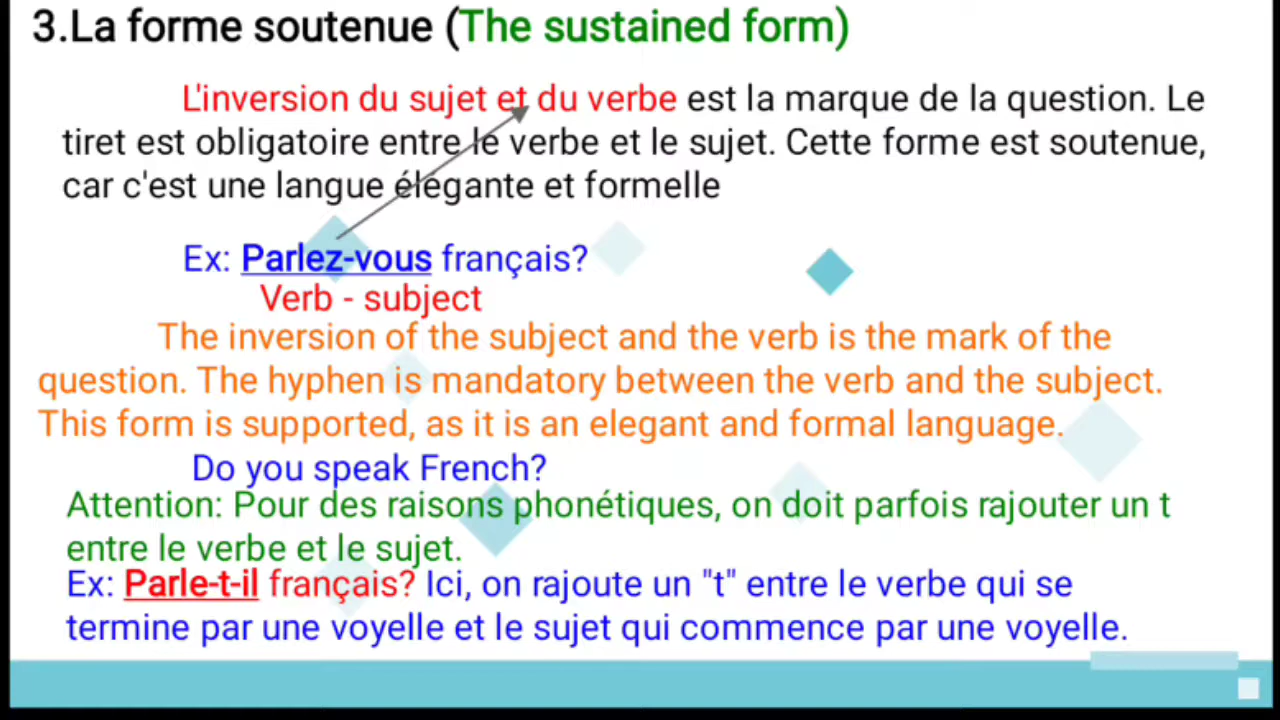 3.La forme soutenue (The sustained form)
L'inversion du sujet et du verbe est la marque de la question. Le
tiret est obligatoire entre le verbe et le sujet. Cette forme est soutenue,
car c'est une langue élégante et formelle
Ex: Parlez-vous français?
Verb - subject
The inversion of the subject and the verb is the mark of the
question. The hyphen is mandatory between the verb and the subject.
This form is supported, as it is an elegant and formal language.
Do you speak French?
Attention: Pour des raisons phonétiques, on doit parfois rajouter un t
entre le verbe et le sujet.
Ex: Parle-t-il français? Ici, on rajoute un "t" entre le verbe qui se
termine par une voyelle et le sujet qui commence par une voyelle.